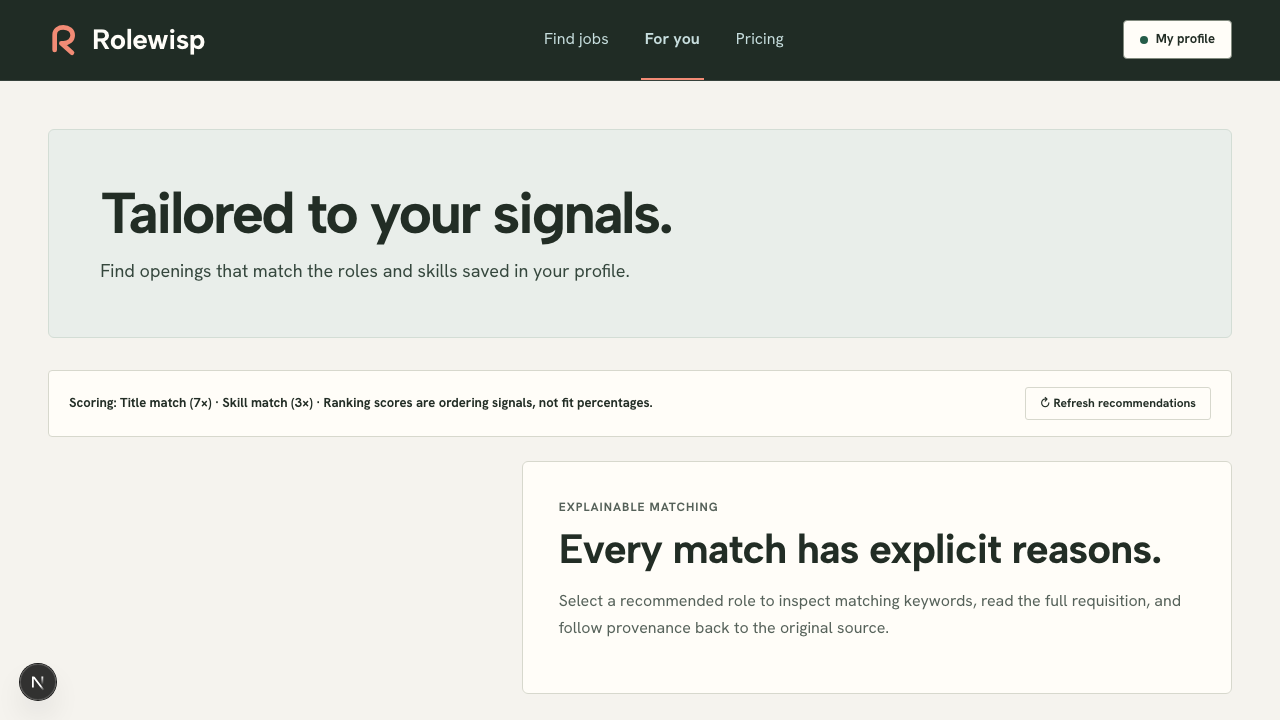 Rolewisp
Find jobs
For you
Pricing
My profile
Tailored to your signals.
Find openings that match the roles and skills saved in your profile.
Scoring: Title match (7×) · Skill match (3×) · Ranking scores are ordering signals, not fit percentages.
↻ Refresh recommendations
EXPLAINABLE MATCHING
Every match has explicit reasons.
Select a recommended role to inspect matching keywords, read the full requisition, and
follow provenance back to the original source.
N